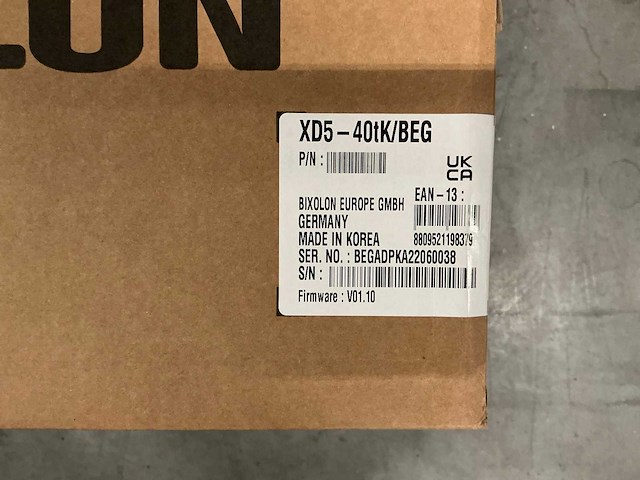 LON
XD5-40tK/BEG
P/N :
UK
CA
EAN-13 :
BIXOLON EUROPE GMBH
GERMANY
MADE IN KOREA
8809521198379
SER. NO. : BEGADPKA22060038
S/N :
Firmware : V01.10